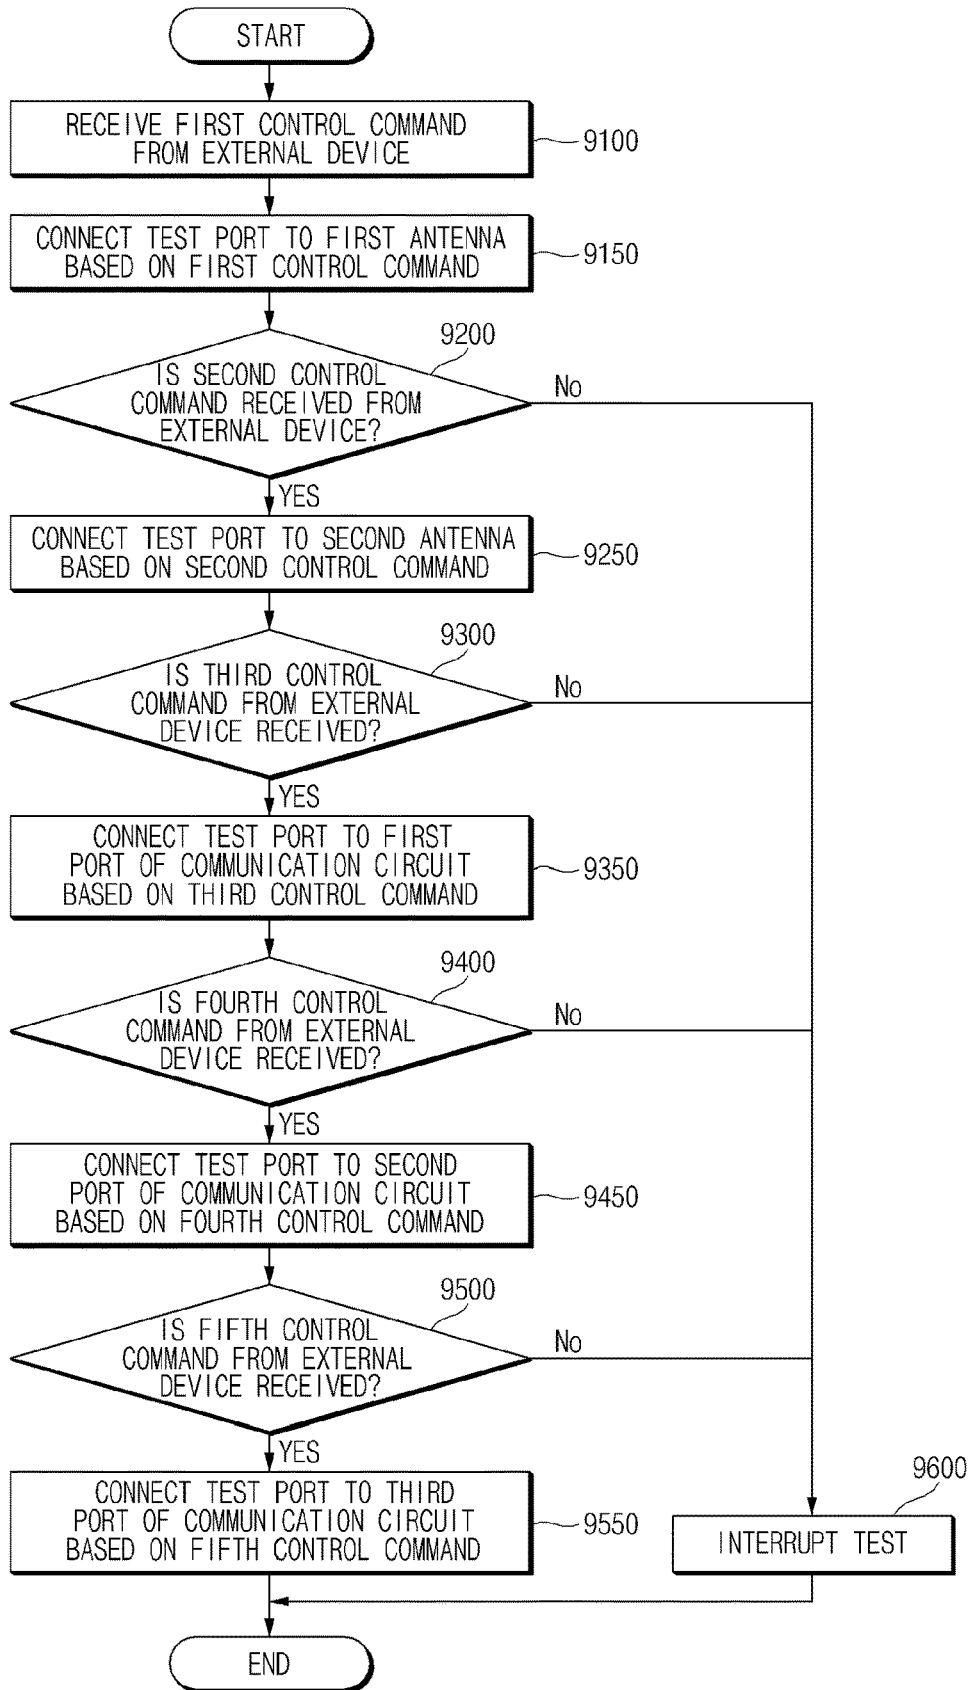 START
RECEIVE FIRST CONTROL COMMAND
FROM EXTERNAL DEVICE
9100
CONNECT TEST PORT TO FIRST ANTENNA
BASED ON FIRST CONTROL COMMAND
9150
9200
IS SECOND CONTROL
COMMAND RECEIVED FROM
EXTERNAL DEVICE?
No
YES
CONNECT TEST PORT TO SECOND ANTENNA
BASED ON SECOND CONTROL COMMAND
9250
9300
IS THIRD CONTROL
COMMAND FROM EXTERNAL
DEVICE RECEIVED?
No
YES
CONNECT TEST PORT TO FIRST
PORT OF COMMUNICATION CIRCUIT
BASED ON THIRD CONTROL COMMAND
9350
9400
IS FOURTH CONTROL
COMMAND FROM EXTERNAL
DEVICE RECEIVED?
No
YES
CONNECT TEST PORT TO SECOND
PORT OF COMMUNICATION CIRCUIT
BASED ON FOURTH CONTROL COMMAND
9450
9500
IS FIFTH CONTROL
COMMAND FROM EXTERNAL
DEVICE RECEIVED?
No
YES
CONNECT TEST PORT TO THIRD
PORT OF COMMUNICATION CIRCUIT
BASED ON FIFTH CONTROL COMMAND
9550
9600
INTERRUPT TEST
END